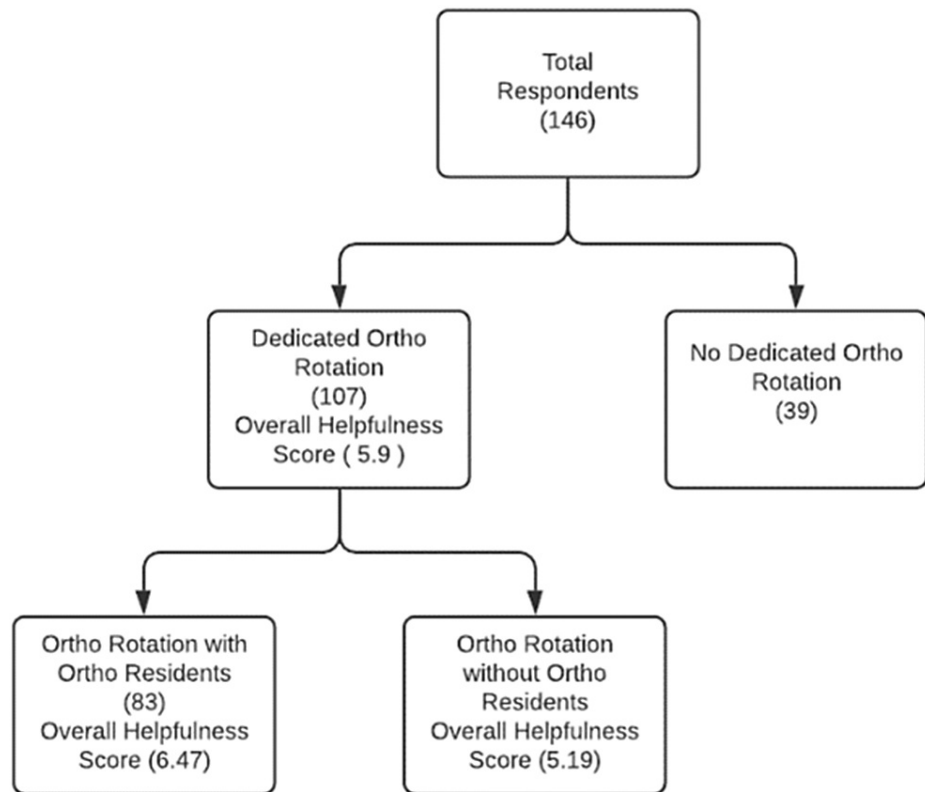 Total
Respondents
(146)
Dedicated Ortho
Rotation
(107)
Overall Helpfulness
Score ( 5.9 )
No Dedicated Ortho
Rotation
(39)
Ortho Rotation with
Ortho Residents
(83)
Overall Helpfulness
Score (6.47)
Ortho Rotation
without Ortho
Residents
Overall Helpfulness
Score (5.19)